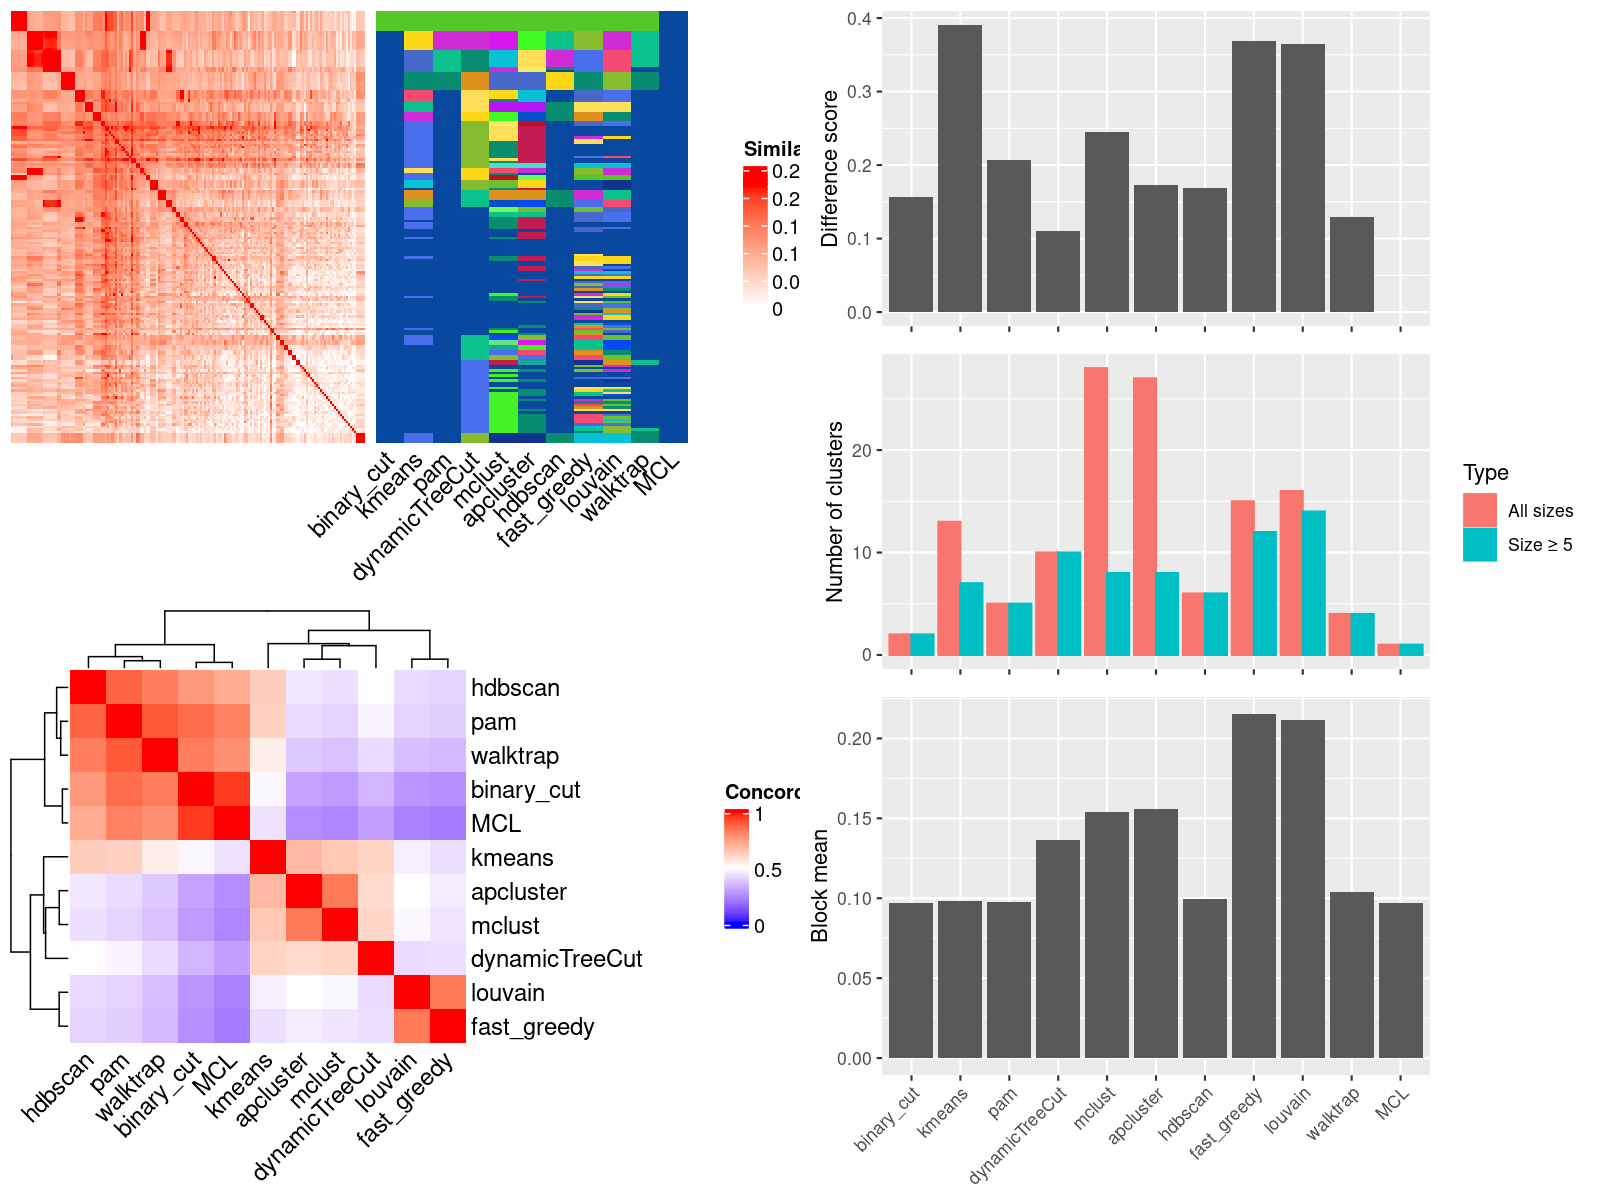 Simila
0.2
0.2
0.1
0.1
0.0
0
binary_cut
kmeans
pam
dynamicTreeCut
mclust
apcluster
hdbscan
fast_greedy
louvain
walktrap
MCL
hdbscan
pam
walktrap
binary_cut
MCL
kmeans
apcluster
mclust
dynamicTreeCut
louvain
fast_greedy
hdbscan
pam
walktrap
binary_cut
MCL
kmeans
apcluster
mclust
dynamicTreeCut
louvain
fast_greedy
Concord
1
0.5
0
Difference score
0.4
0.3
0.2
0.1
0.0
Number of clusters
20
10
0
Type
All sizes
Size ≥ 5
Block mean
0.20
0.15
0.10
0.05
0.00
binary_cut
kmeans
pam
dynamicTreeCut
mclust
apcluster
hdbscan
fast_greedy
louvain
walktrap
MCL